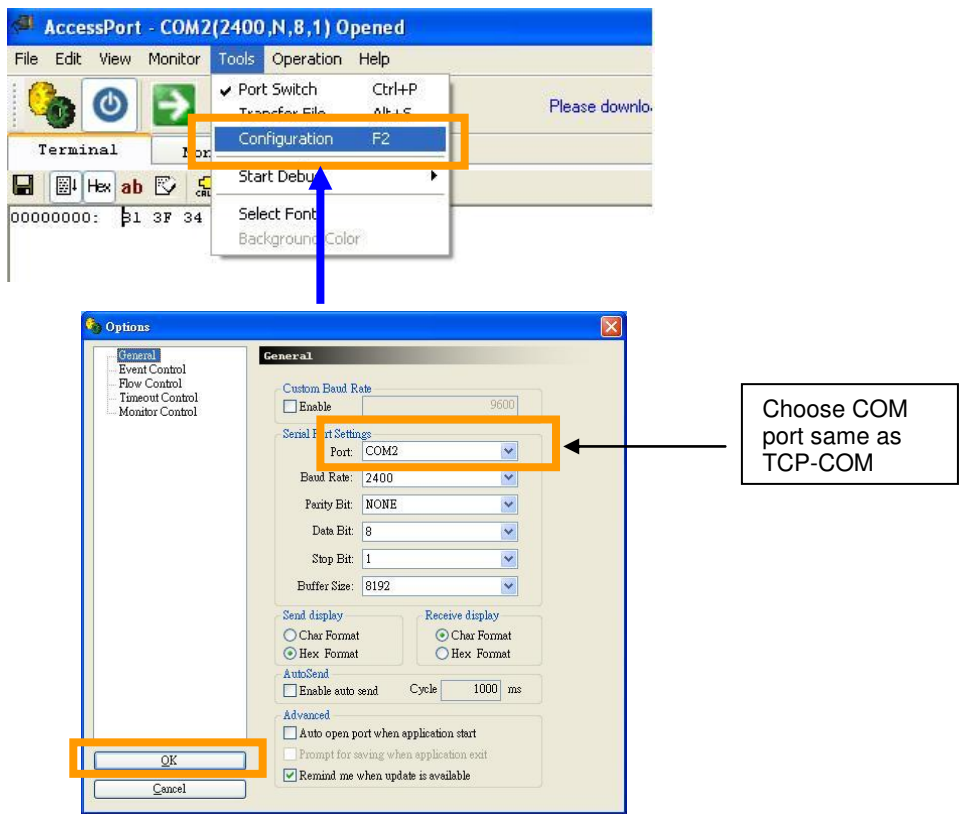 AccessPort - COM2(2400,N,8,1) Opened
File Edit View Monitor Tools Operation Help
Port Switch Ctrl+P
Transfer File Alt+S
Please downlo
Configuration F2
Terminal Mon
Start Debu
Hex ab
00000000: 31 3F 34
Select Font
Background Color
Options
General
Event Control
Flow Control
Timeout Control
Monitor Control
General
Custom Baud Rate
Enable 9600
Serial Port Settings
Port: COM2
Baud Rate: 2400
Parity Bit: NONE
Data Bit: 8
Stop Bit: 1
Buffer Size: 8192
Send display
Char Format
Hex Format
Receive display
Char Format
Hex Format
AutoSend
Enable auto send Cycle 1000 ms
Advanced
Auto open port when application start
Prompt for saving when application exit
Remind me when update is available
OK
Cancel
Choose COM
port same as
TCP-COM